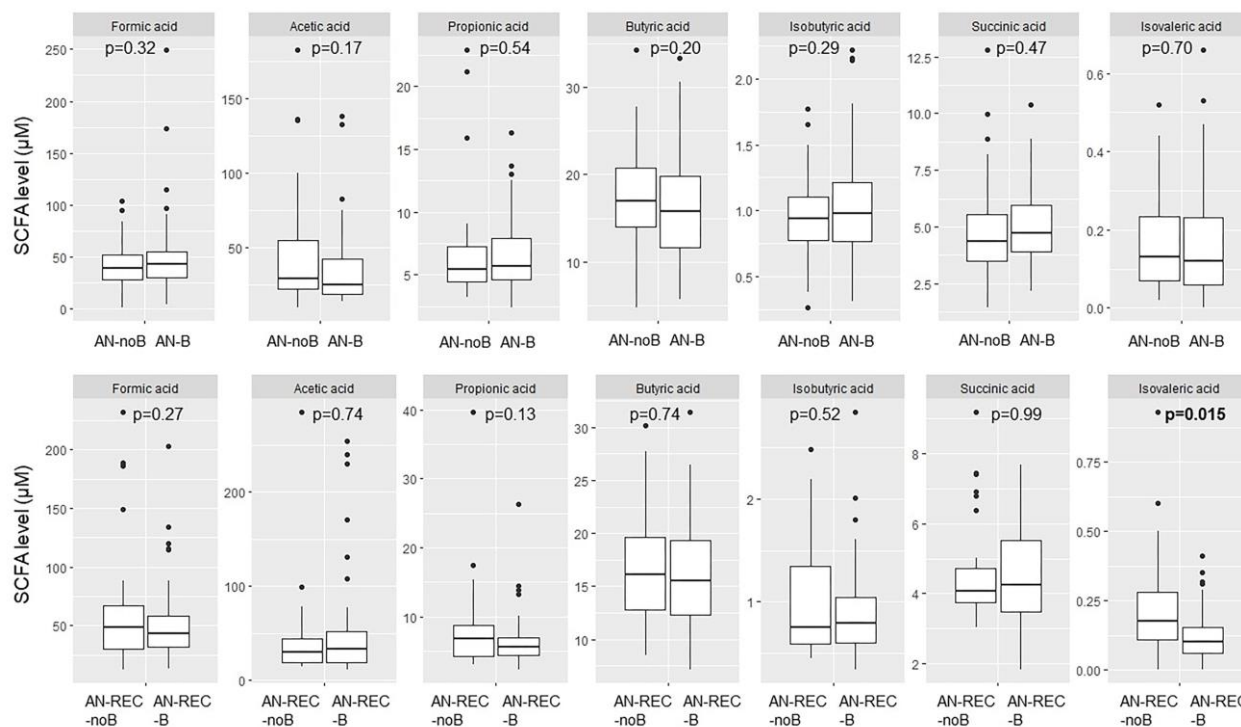 Formic acid
Acetic acid
Propionic acid
Butyric acid
Isobutyric acid
Succinic acid
Isovaleric acid
p=0.32
p=0.17
p=0.54
p=0.20
p=0.29
p=0.47
p=0.70
SCFA level (µM)
250
200
150
100
50
0
150
100
50
20
15
10
5
30
20
10
2.0
1.5
1.0
0.5
12.5
10.0
7.5
5.0
2.5
0.6
0.4
0.2
0.0
AN-noB AN-B
AN-noB AN-B
AN-noB AN-B
AN-noB AN-B
AN-noB AN-B
AN-noB AN-B
AN-noB AN-B
Formic acid
Acetic acid
Propionic acid
Butyric acid
Isobutyric acid
Succinic acid
Isovaleric acid
p=0.27
p=0.74
p=0.13
p=0.74
p=0.52
p=0.99
p=0.015
SCFA level (µM)
200
150
100
50
200
100
0
40
30
20
10
30
25
20
15
10
2
1
8
6
4
2
0.75
0.50
0.25
0.00
AN-REC AN-REC
-noB -B
AN-REC AN-REC
-noB -B
AN-REC AN-REC
-noB -B
AN-REC AN-REC
-noB -B
AN-REC AN-REC
-noB -B
AN-REC AN-REC
-noB -B
AN-REC AN-REC
-noB -B